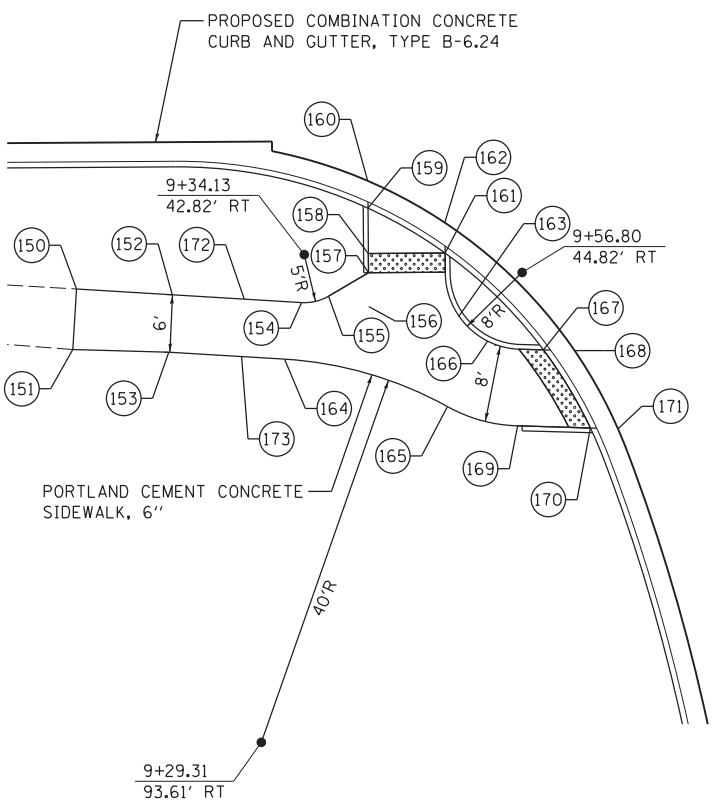 PROPOSED COMBINATION CONCRETE
CURB AND GUTTER, TYPE B-6.24
160
159
162
9+34.13
42.82' RT
158
161
163
9+56.80
44.82' RT
150
152
172
157
5'R
8'R
167
6'
154
155
156
166
168
151
153
164
8'
171
173
165
169
170
PORTLAND CEMENT CONCRETE
SIDEWALK, 6''
40'R
9+29.31
93.61' RT